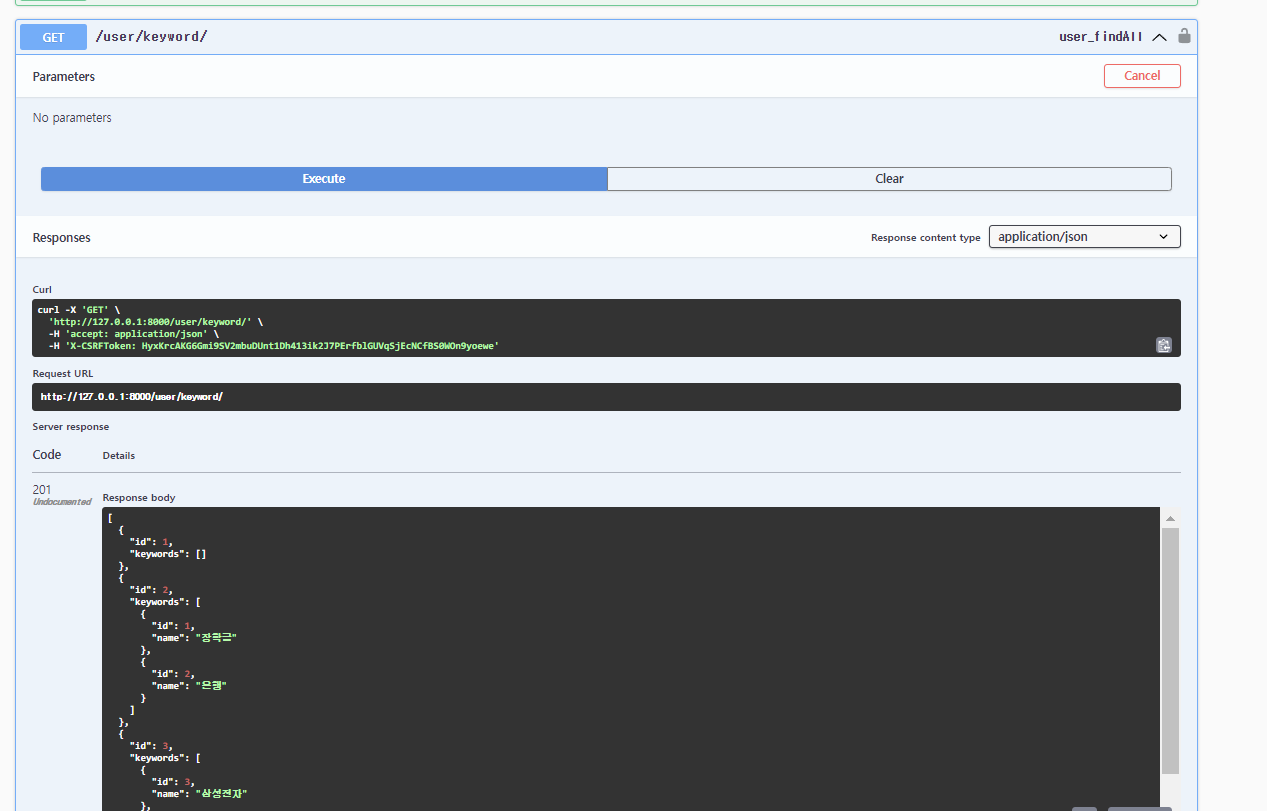 GET /user/keyword/ user_findAll
Parameters Cancel
No parameters
Execute Clear
Responses Response content type application/json
Curl
curl -X 'GET' \
'http://127.0.0.1:8000/user/keyword/' \
-H 'accept: application/json' \
-H 'X-CSRFToken: HyxKrcAKG6Gmi9SV2mbuDUnt1Dh413ik2J7PErfblGUVqSjEcNCfBS0WOn9yoewe'
Request URL
http://127.0.0.1:8000/user/keyword/
Server response
Code Details
201
Undocumented
Response body
[
{
"id": 1,
"keywords": []
},
{
"id": 2,
"keywords": [
{
"id": 1,
"name": "장학금"
},
{
"id": 2,
"name": "은행"
}
]
},
{
"id": 3,
"keywords": [
{
"id": 3,
"name": "삼성전자"
},